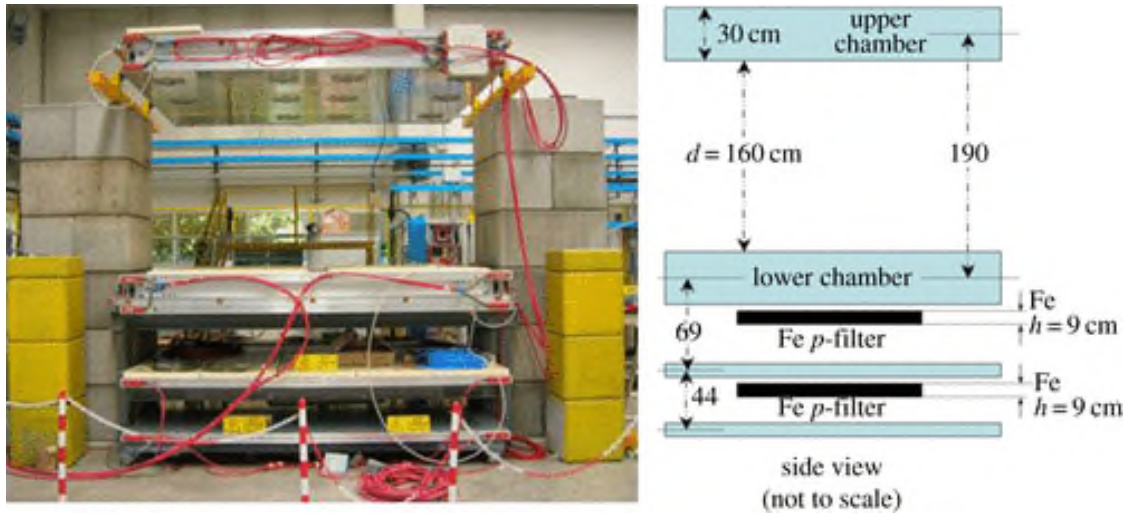 upper
chamber
30 cm
d = 160 cm
190
lower chamber
Fe
h = 9 cm
69
Fe p-filter
Fe
h = 9 cm
44
Fe p-filter
side view
(not to scale)